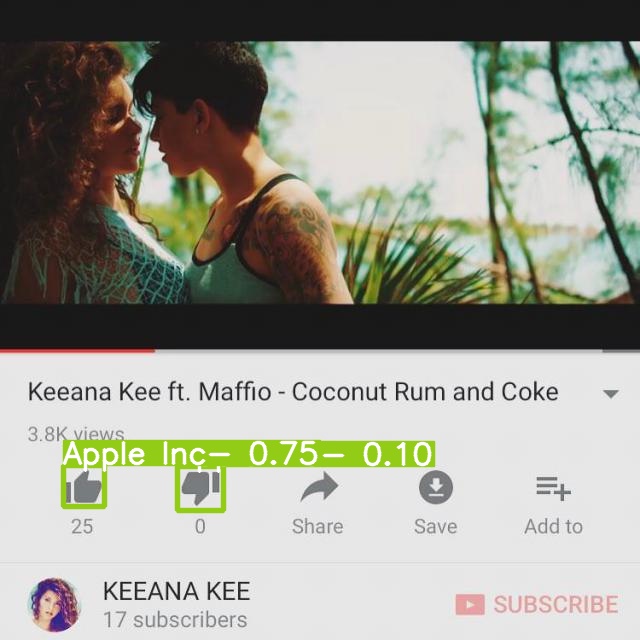 Keeana Kee ft. Maffio - Coconut Rum and Coke
3.8K views
Apple Inc- 0.75- 0.10
25
0
Share
Save
Add to
KEEANA KEE
17 subscribers
SUBSCRIBE